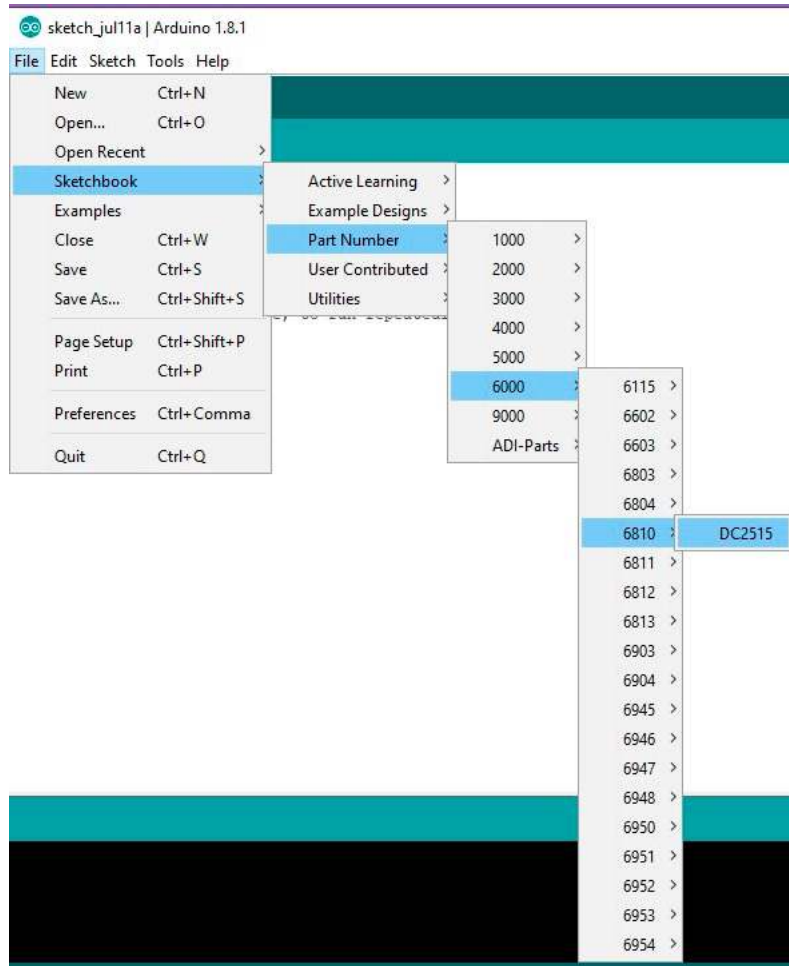 sketch_jul11a | Arduino 1.8.1
File Edit Sketch Tools Help
New Ctrl+N
Open... Ctrl+O
Open Recent >
Sketchbook >
Examples >
Close Ctrl+W
Save Ctrl+S
Save As... Ctrl+Shift+S
Page Setup Ctrl+Shift+P
Print Ctrl+P
Preferences Ctrl+Comma
Quit Ctrl+Q
Active Learning >
Example Designs >
Part Number >
User Contributed >
Utilities >
1000 >
2000 >
3000 >
4000 >
5000 >
6000 >
9000 >
ADI-Parts >
6115 >
6602 >
6603 >
6803 >
6804 >
6810 >
6811 >
6812 >
6813 >
6903 >
6904 >
6945 >
6946 >
6947 >
6948 >
6950 >
6951 >
6952 >
6953 >
6954 >
DC2515